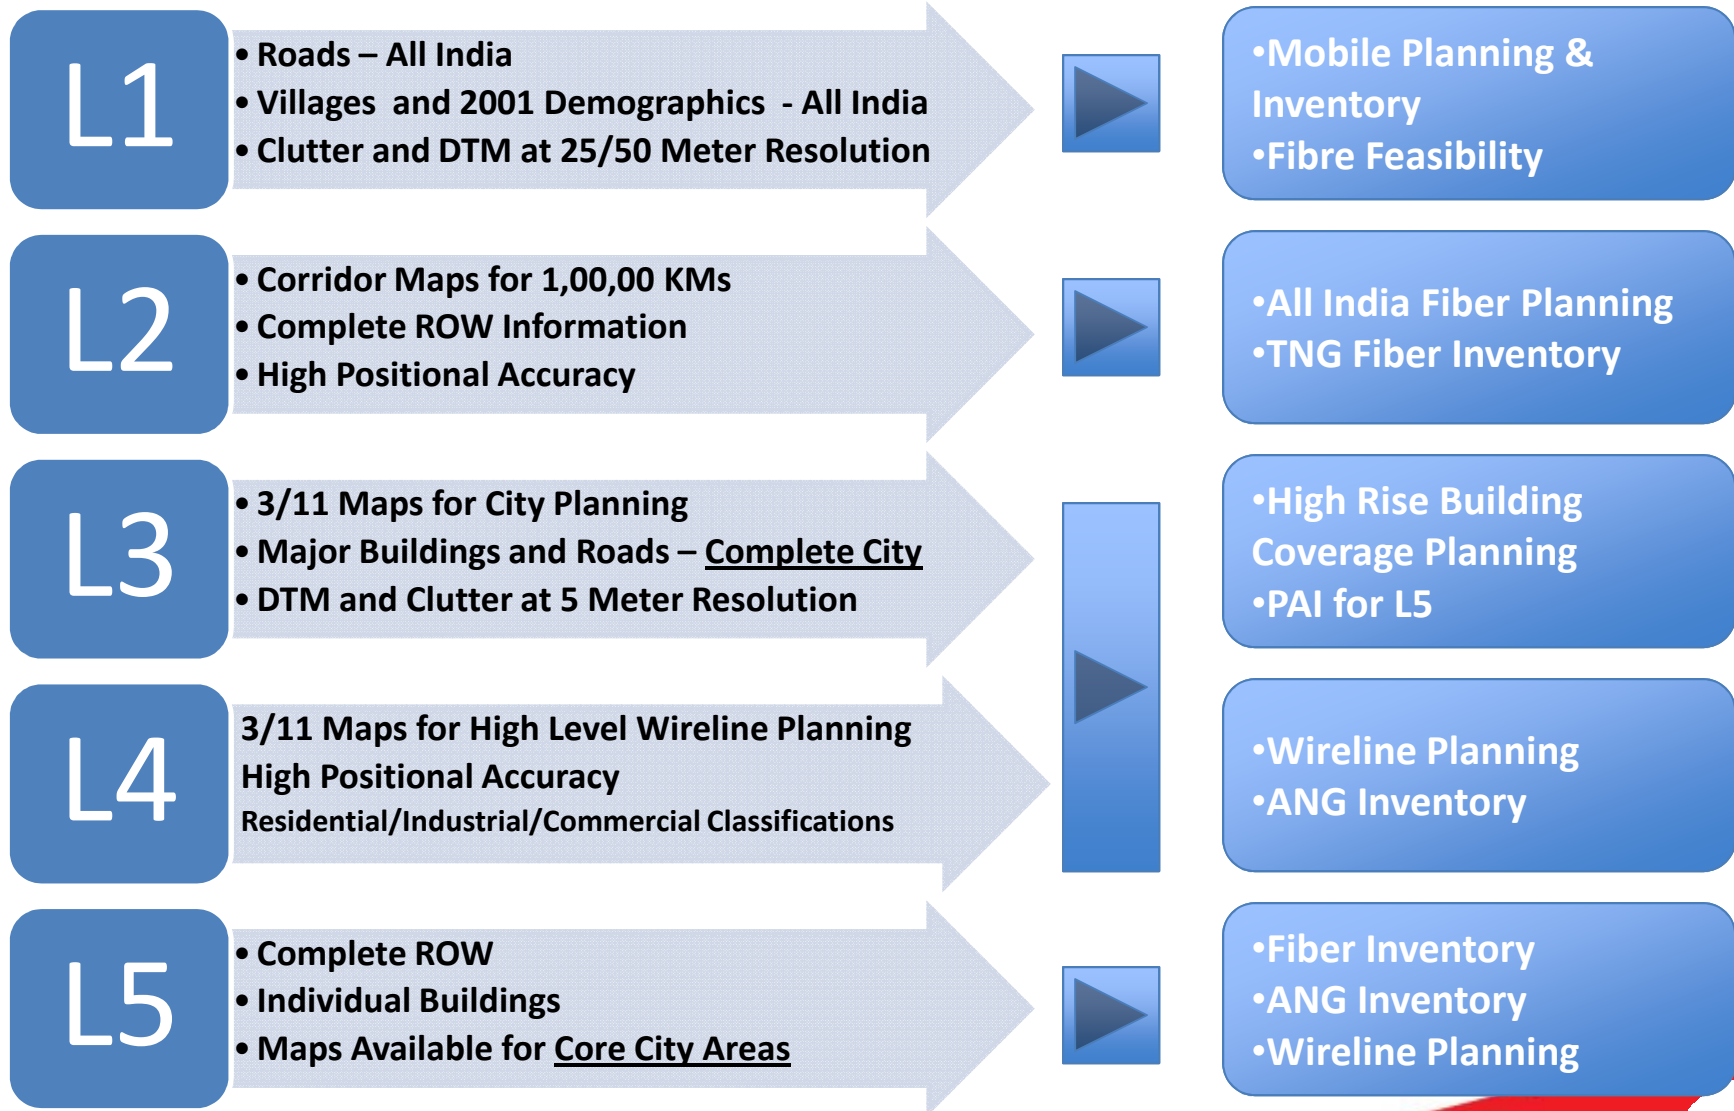 L1
• Roads – All India
• Villages and 2001 Demographics - All India
• Clutter and DTM at 25/50 Meter Resolution
•Mobile Planning &
Inventory
•Fibre Feasibility
L2
• Corridor Maps for 1,00,00 KMs
• Complete ROW Information
• High Positional Accuracy
•All India Fiber Planning
•TNG Fiber Inventory
L3
• 3/11 Maps for City Planning
• Major Buildings and Roads – Complete City
• DTM and Clutter at 5 Meter Resolution
•High Rise Building
Coverage Planning
•PAI for L5
L4
3/11 Maps for High Level Wireline Planning
High Positional Accuracy
Residential/Industrial/Commercial Classifications
•Wireline Planning
•ANG Inventory
L5
• Complete ROW
• Individual Buildings
• Maps Available for Core City Areas
•Fiber Inventory
•ANG Inventory
•Wireline Planning